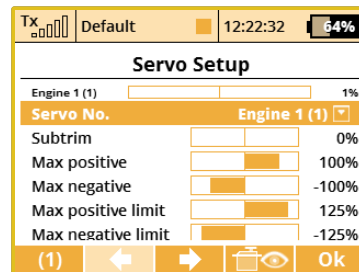 Tx Default 12:22:32 64%
Servo Setup
Engine 1 (1) 1%
Servo No. Engine 1 (1)
Subtrim 0%
Max positive 100%
Max negative -100%
Max positive limit 125%
Max negative limit -125%
(1) Ok